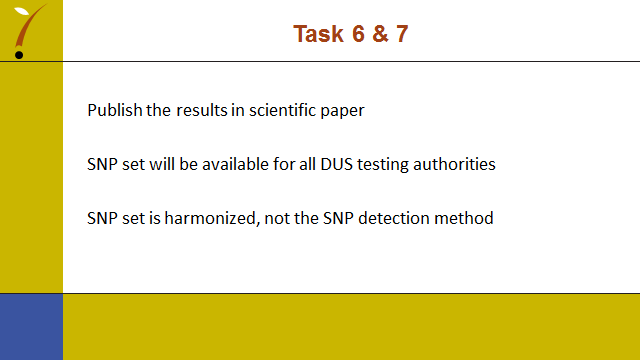 Task 6 & 7
Publish the results in scientific paper
SNP set will be available for all DUS testing authorities
SNP set is harmonized, not the SNP detection method